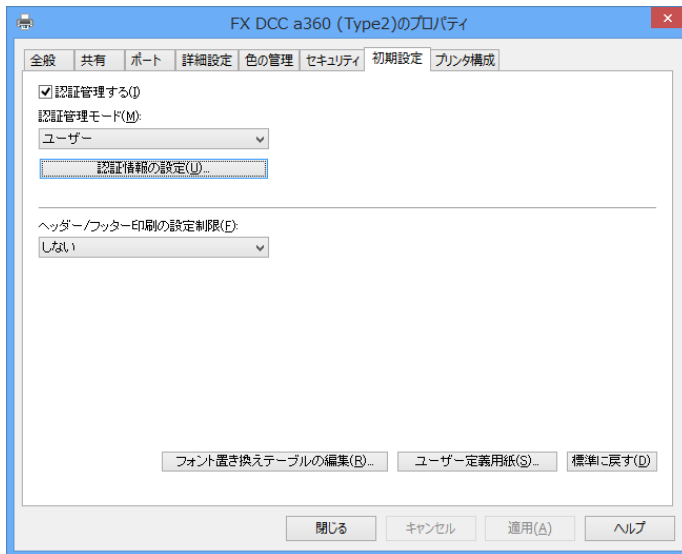 FX DCC a360 (Type2)のプロパティ
全般 共有 ポート 詳細設定 色の管理 セキュリティ 初期設定 プリンタ構成
認証管理する(I)
認証管理モード(M):
ユーザー
認証情報の設定(U)...
ヘッダー/フッター印刷の設定制限(F):
しない
フォント置き換えテーブルの編集(R)... ユーザー定義用紙(S)... 標準に戻す(D)
閉じる キャンセル 適用(A) ヘルプ